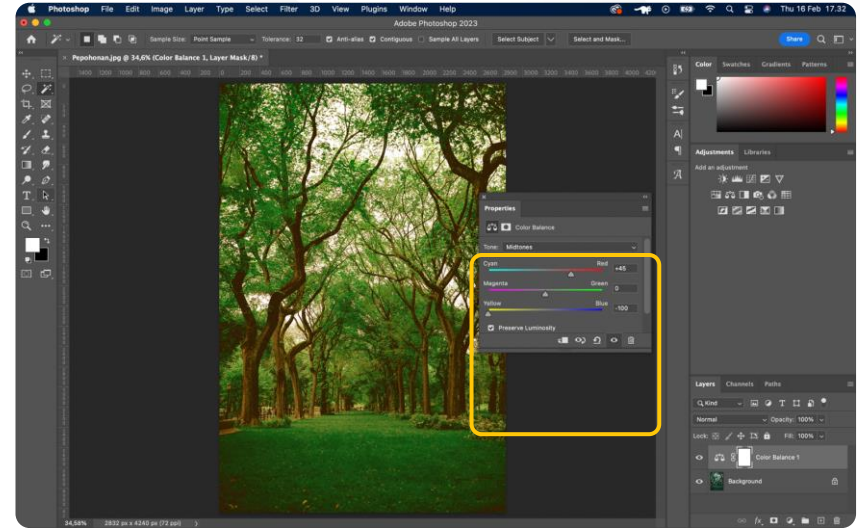 Photoshop File Edit Image Layer Type Select Filter 3D View Plugins Window Help Thu 16 Feb 17.32
Adobe Photoshop 2023
Sample Size: Point Sample Tolerance: 32 Anti-alias Contiguous Sample All Layers Select Subject Select and Mask... Share
Pepohonan.jpg @ 34,6% (Color Balance 1, Layer Mask/8) *
Color Swatches Gradients Patterns
Adjustments Libraries
Add an adjustment
Properties
Color Balance
Tone: Midtones
Cyan Red +45
Magenta Green 0
Yellow Blue -100
Preserve Luminosity
Layers Channels Paths
Kind
Normal Opacity: 100%
Lock: Fill: 100%
Color Balance 1
Background
34,58% 2832 px x 4240 px (72 ppi)